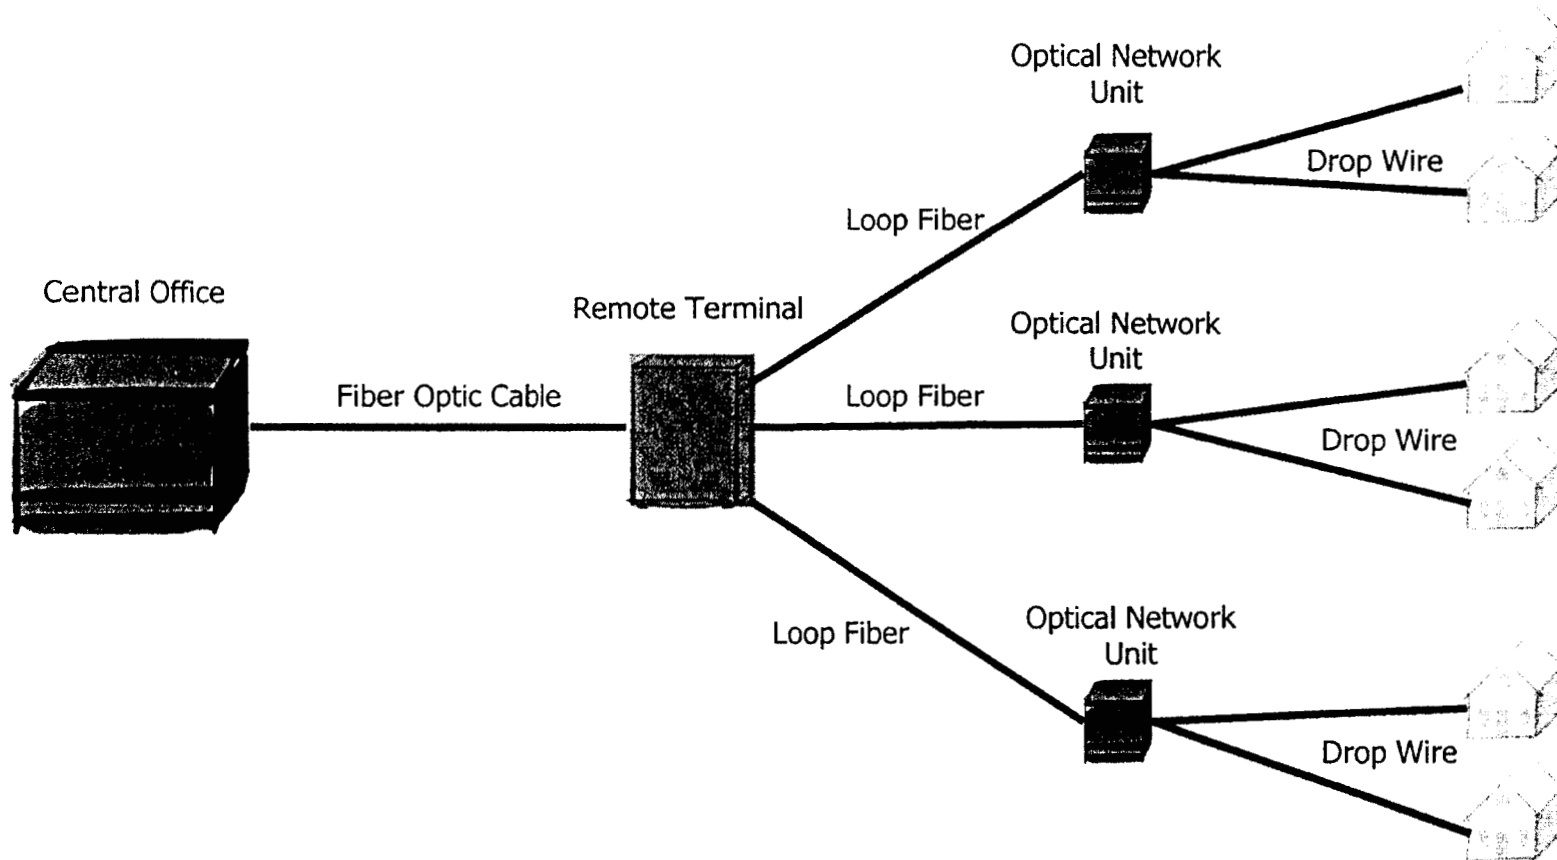 Optical Network
Unit
Drop Wire
Loop Fiber
Central Office
Remote Terminal
Fiber Optic Cable
Optical Network
Unit
Loop Fiber
Drop Wire
Optical Network
Unit
Loop Fiber
Drop Wire